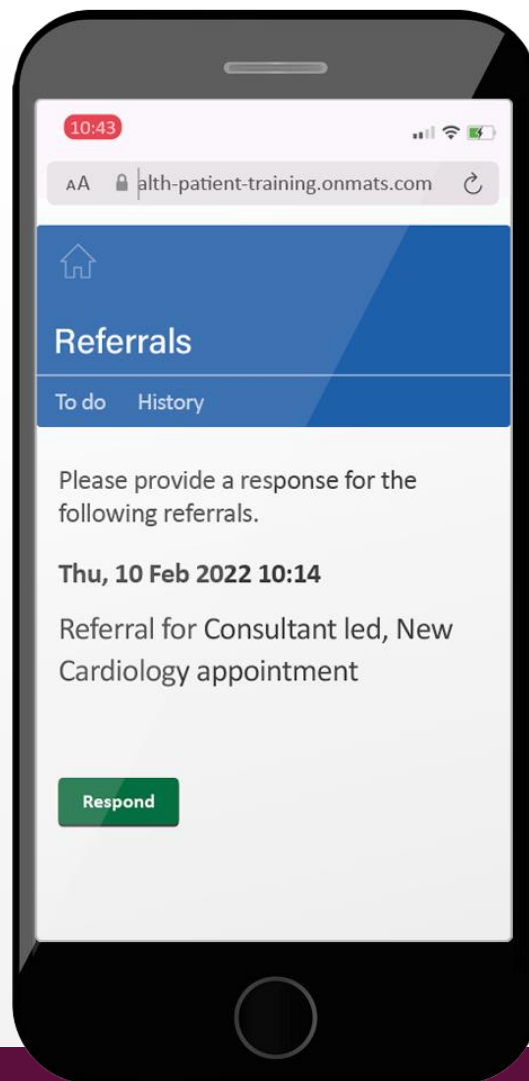 10:43
AA alth-patient-training.onmats.com
Referrals
To do History
Please provide a response for the
following referrals.
Thu, 10 Feb 2022 10:14
Referral for Consultant led, New
Cardiology appointment
Respond